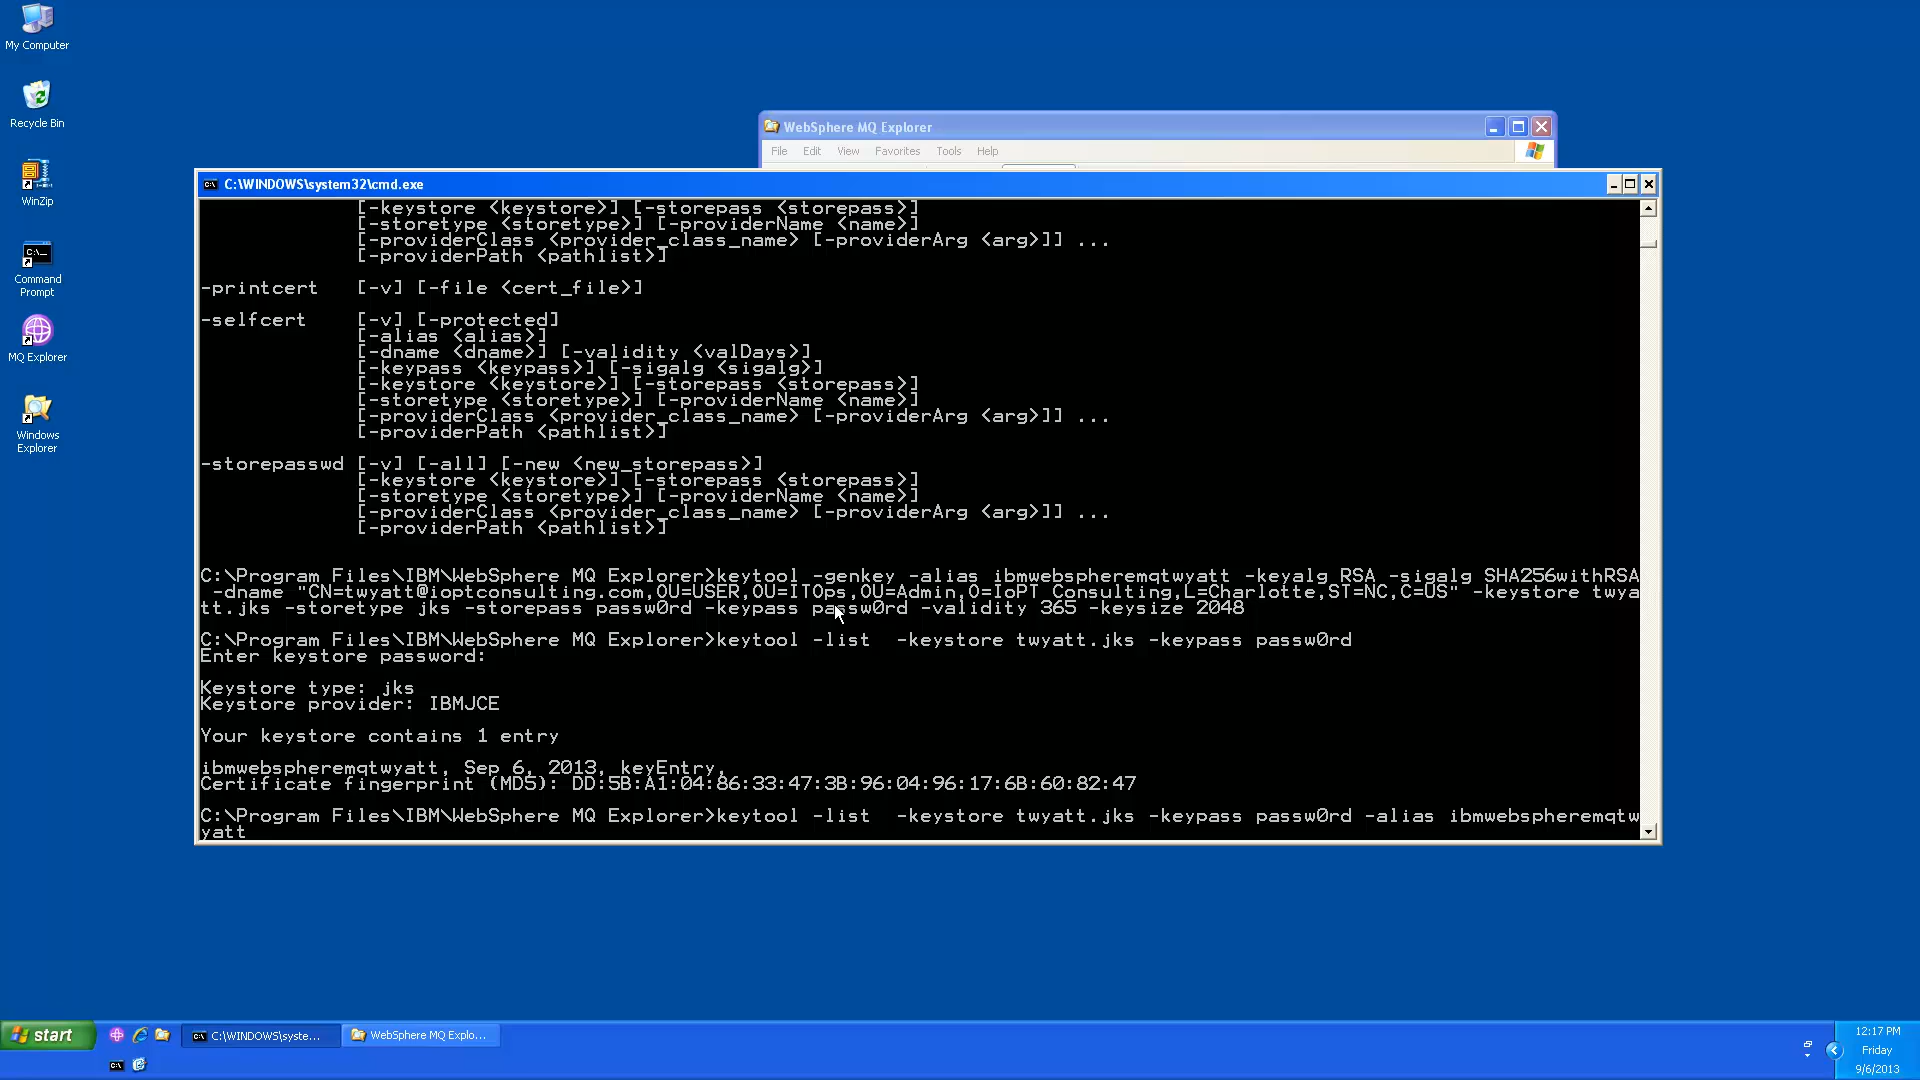 My Computer
Recycle Bin
WinZip
Command
Prompt
MQ Explorer
Windows
Explorer
WebSphere MQ Explorer
File Edit View Favorites Tools Help
C:\WINDOWS\system32\cmd.exe
[-keystore <keystore>] [-storepass <storepass>]
[-storetype <storetype>] [-providerName <name>]
[-providerClass <provider_class_name> [-providerArg <arg>]] ...
[-providerPath <pathlist>]
-printcert [-v] [-file <cert_file>]
-selfcert [-v] [-protected]
[-alias <alias>]
[-dname <dname>] [-validity <valDays>]
[-keypass <keypass>] [-sigalg <sigalg>]
[-keystore <keystore>] [-storepass <storepass>]
[-storetype <storetype>] [-providerName <name>]
[-providerClass <provider_class_name> [-providerArg <arg>]] ...
[-providerPath <pathlist>]
-storepasswd [-v] [-all] [-new <new_storepass>]
[-keystore <keystore>] [-storepass <storepass>]
[-storetype <storetype>] [-providerName <name>]
[-providerClass <provider_class_name> [-providerArg <arg>]] ...
[-providerPath <pathlist>]
C:\Program Files\IBM\WebSphere MQ Explorer>keytool -genkey -alias ibmwebspheremqtwyatt -keyalg RSA -sigalg SHA256withRSA
-dname "CN=twyatt@ioptconsulting.com,OU=USER,OU=ITOps,OU=Admin,O=IoPT Consulting,L=Charlotte,ST=NC,C=US" -keystore twya
tt.jks -storetype jks -storepass passw0rd -keypass passw0rd -validity 365 -keysize 2048
C:\Program Files\IBM\WebSphere MQ Explorer>keytool -list  -keystore twyatt.jks -keypass passw0rd
Enter keystore password:
Keystore type: jks
Keystore provider: IBMJCE
Your keystore contains 1 entry
ibmwebspheremqtwyatt, Sep 6, 2013, keyEntry,
Certificate fingerprint (MD5): DD:5B:A1:04:86:33:47:3B:96:04:96:17:6B:60:82:47
C:\Program Files\IBM\WebSphere MQ Explorer>keytool -list  -keystore twyatt.jks -keypass passw0rd -alias ibmwebspheremqtw
yatt
start
C:\WINDOWS\syste...
WebSphere MQ Explo...
12:17 PM
Friday
9/6/2013